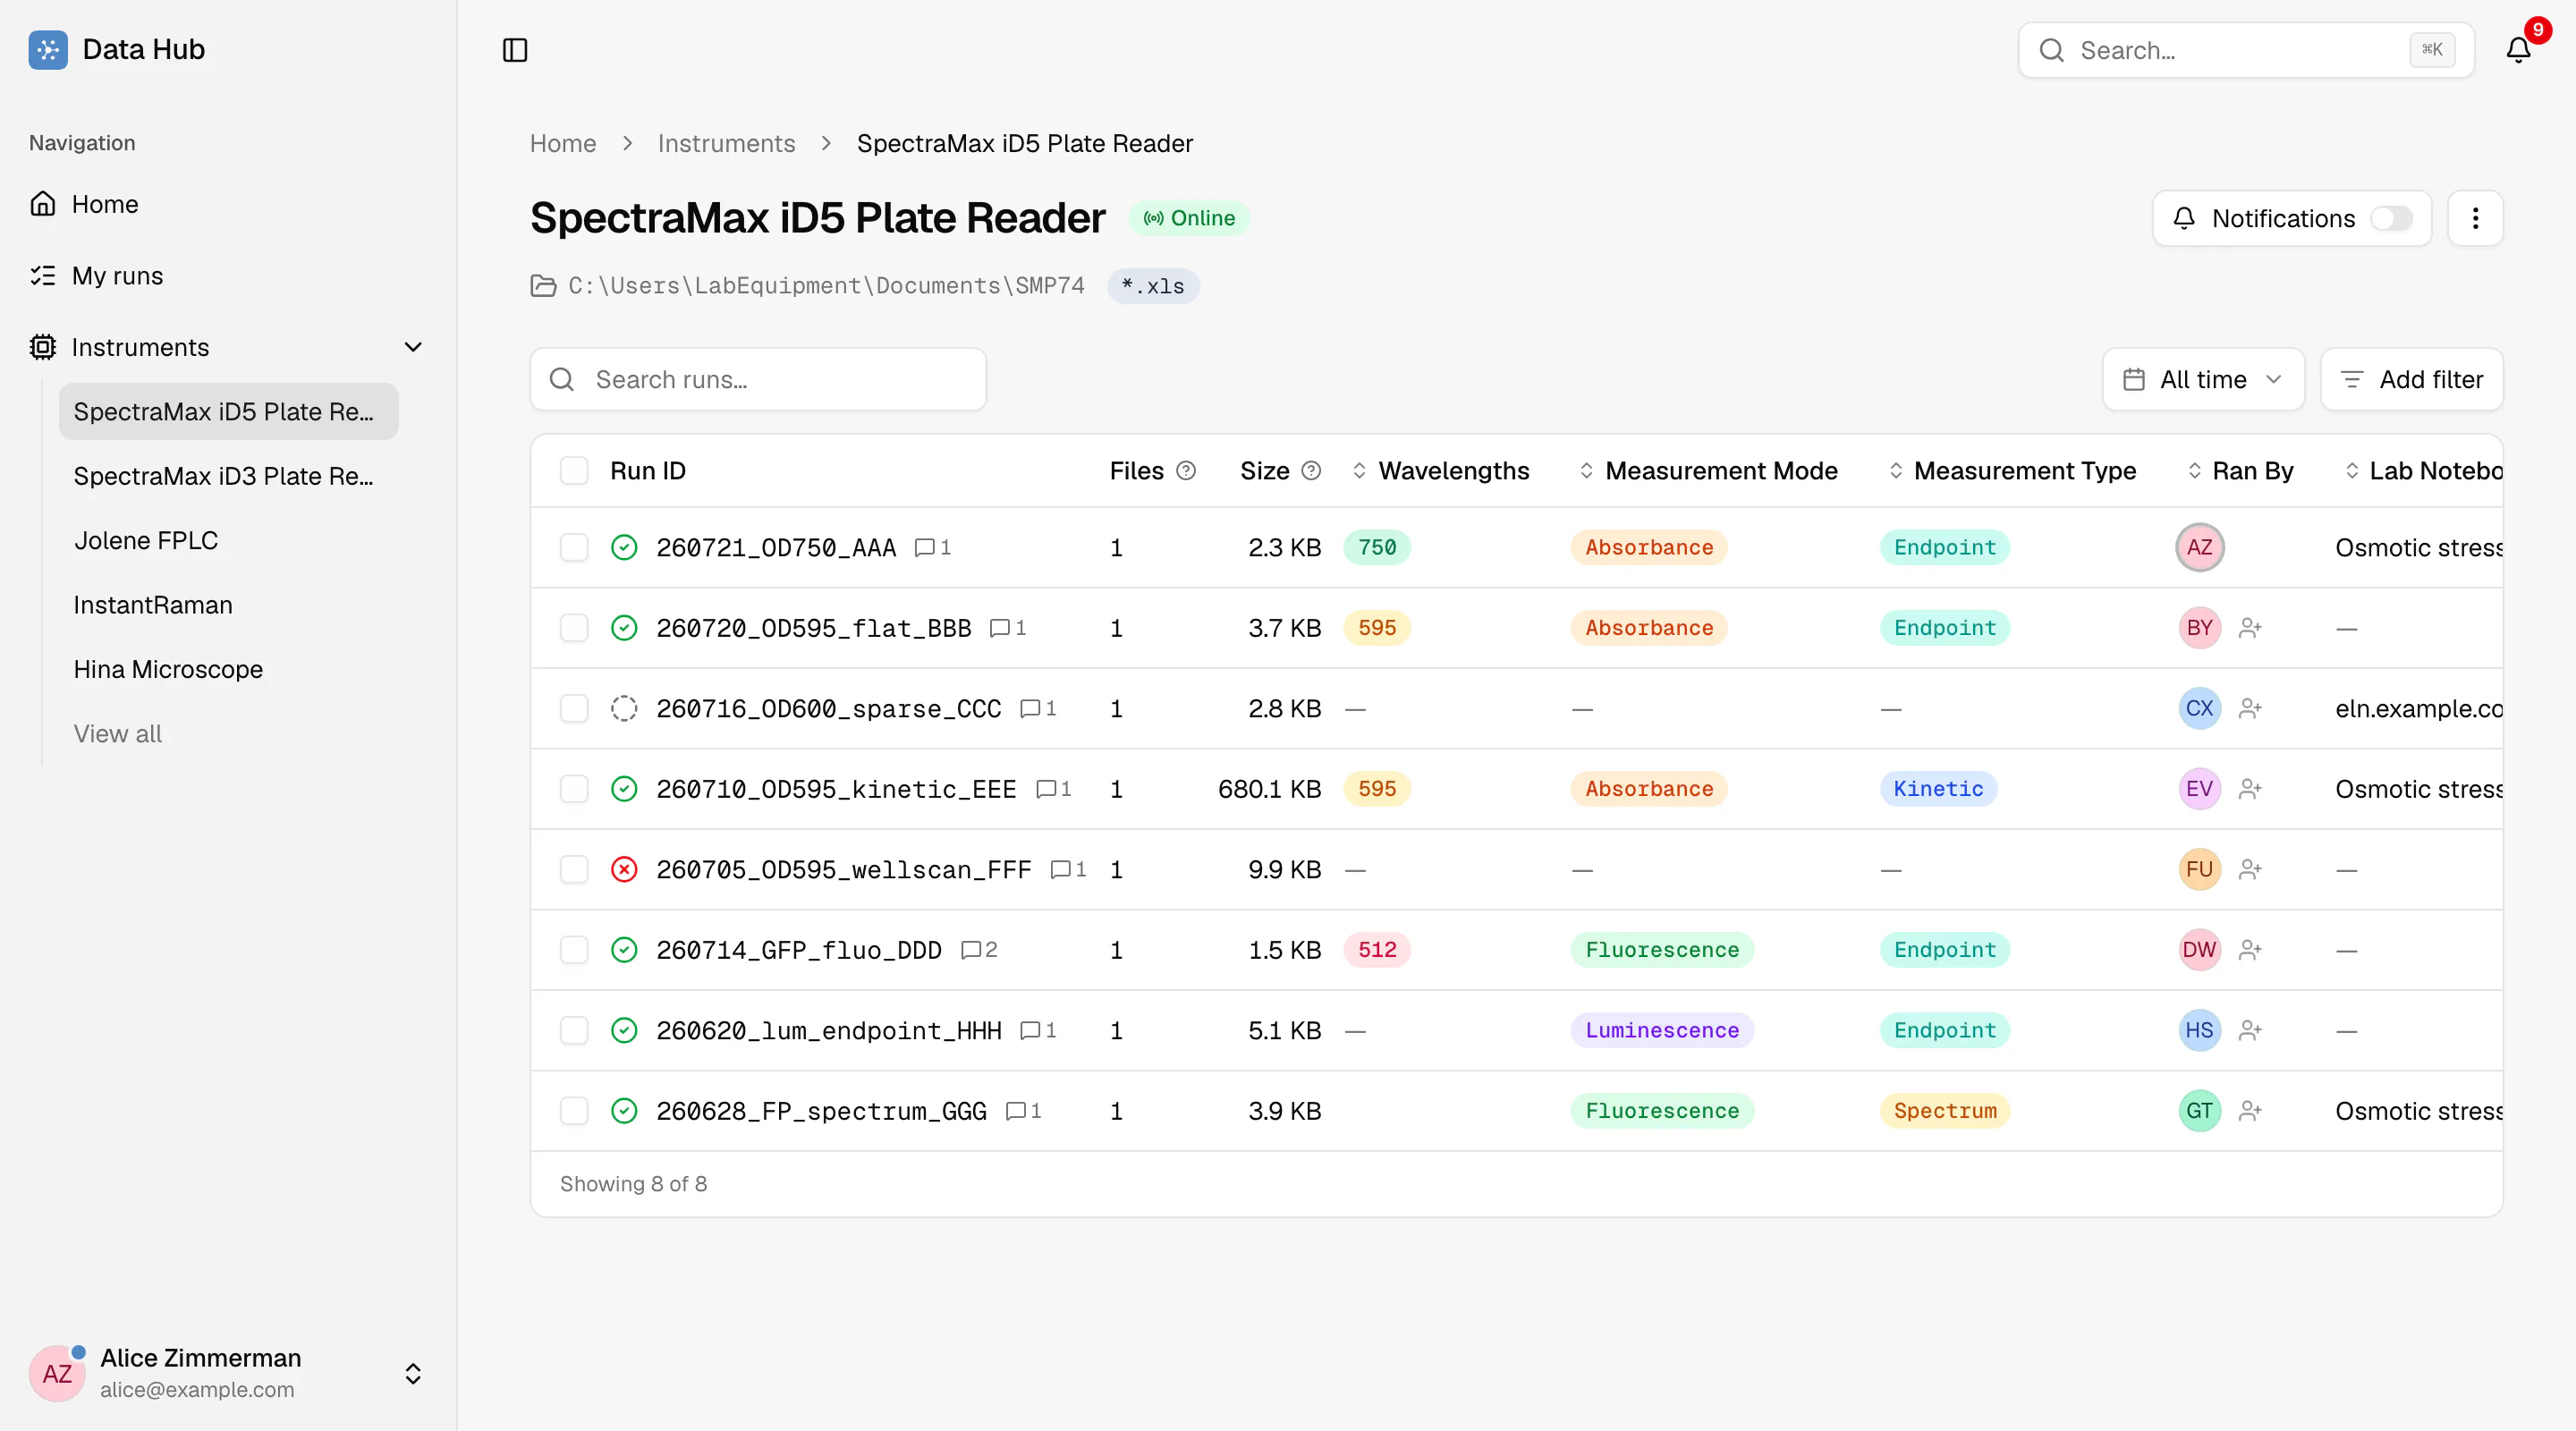 Data Hub
Search...
⌘K
9
Navigation
Home
My runs
Instruments
SpectraMax iD5 Plate Re...
SpectraMax iD3 Plate Re...
Jolene FPLC
InstantRaman
Hina Microscope
View all
Home > Instruments > SpectraMax iD5 Plate Reader
SpectraMax iD5 Plate Reader
Online
Notifications
C:\Users\LabEquipment\Documents\SMP74
*.xls
Search runs...
All time
Add filter
Run ID Files Size Wavelengths Measurement Mode Measurement Type Ran By Lab Notebo
260721_OD750_AAA 1 1 2.3 KB 750 Absorbance Endpoint AZ Osmotic stress
260720_OD595_flat_BBB 1 1 3.7 KB 595 Absorbance Endpoint BY —
260716_OD600_sparse_CCC 1 1 2.8 KB — — — CX eln.example.co
260710_OD595_kinetic_EEE 1 1 680.1 KB 595 Absorbance Kinetic EV Osmotic stress
260705_OD595_wellscan_FFF 1 1 9.9 KB — — — FU —
260714_GFP_fluo_DDD 2 1 1.5 KB 512 Fluorescence Endpoint DW —
260620_lum_endpoint_HHH 1 1 5.1 KB — Luminescence Endpoint HS —
260628_FP_spectrum_GGG 1 1 3.9 KB Fluorescence Spectrum GT Osmotic stress
Showing 8 of 8
AZ
Alice Zimmerman
alice@example.com